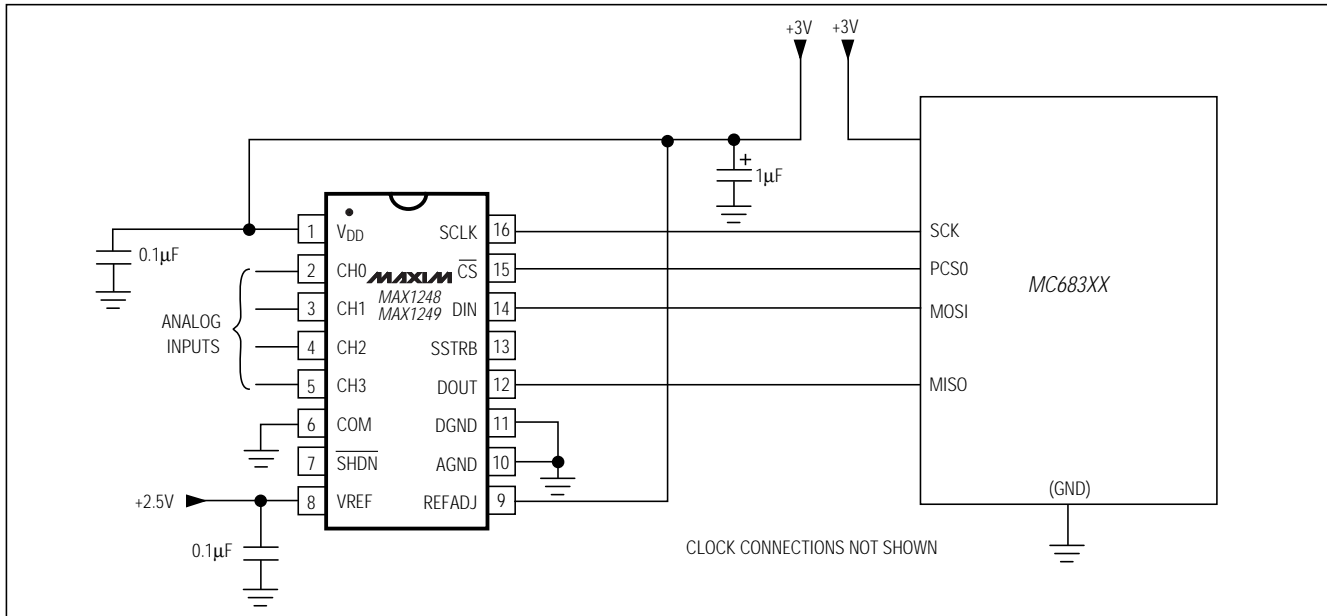 +3V +3V
+
1μF
0.1μF
1 VDD SCLK 16 SCK
2 CH0 MAXIM CS 15 PCS0
MAX1248
3 CH1 MAX1249 DIN 14 MOSI
MC683XX
ANALOG
INPUTS
4 CH2 SSTRB 13
5 CH3 DOUT 12 MISO
6 COM DGND 11
7 SHDN AGND 10
+2.5V 8 VREF REFADJ 9
(GND)
0.1μF
CLOCK CONNECTIONS NOT SHOWN